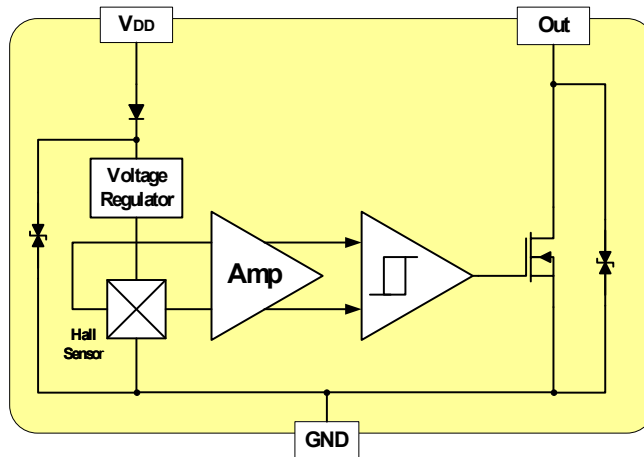 VDD
Out
Voltage
Regulator
Amp
Hall
Sensor
GND